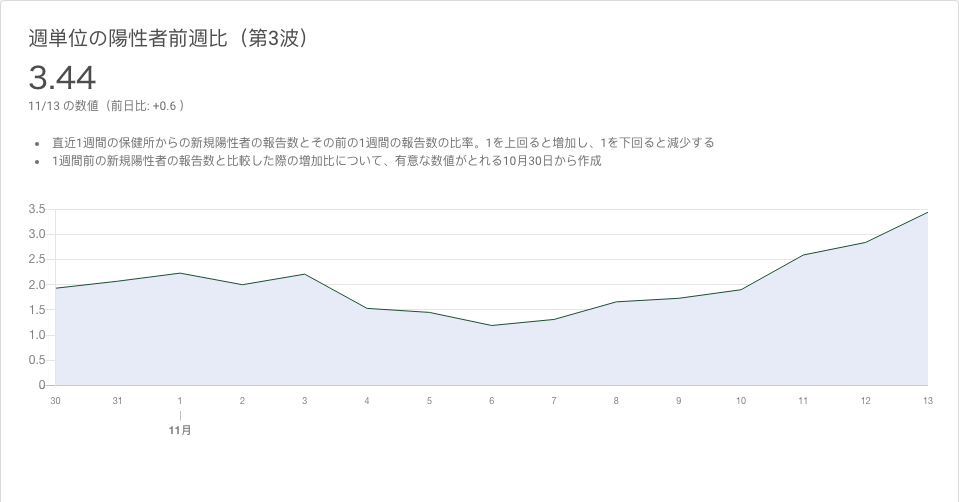 週単位の陽性者前週比（第3波）
3.44
11/13 の数値（前日比: +0.6 ）
• 直近1週間の保健所からの新規陽性者の報告数とその前の1週間の報告数の比率。1を上回ると増加し、1を下回ると減少する
• 1週間前の新規陽性者の報告数と比較した際の増加比について、有意な数値がとれる10月30日から作成
3.5
3.0
2.5
2.0
1.5
1.0
0.5
0
30 31 1 2 3 4 5 6 7 8 9 10 11 12 13
11月